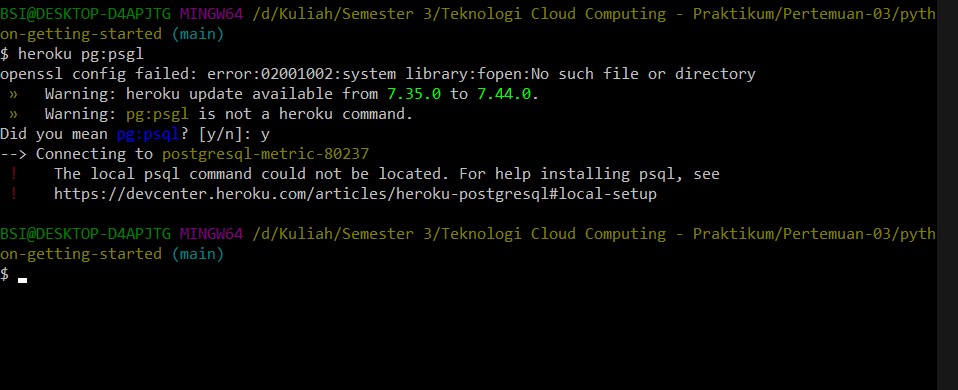 BSI@DESKTOP-D4APJTG MINGW64 /d/Kuliah/Semester 3/Teknologi Cloud Computing - Praktikum/Pertemuan-03/pyth
on-getting-started (main)
$ heroku pg:psgl
openssl config failed: error:02001002:system library:fopen:No such file or directory
»   Warning: heroku update available from 7.35.0 to 7.44.0.
»   Warning: pg:psgl is not a heroku command.
Did you mean pg:psql? [y/n]: y
--> Connecting to postgresql-metric-80237
!    The local psql command could not be located. For help installing psql, see
!    https://devcenter.heroku.com/articles/heroku-postgresql#local-setup
BSI@DESKTOP-D4APJTG MINGW64 /d/Kuliah/Semester 3/Teknologi Cloud Computing - Praktikum/Pertemuan-03/pyth
on-getting-started (main)
$